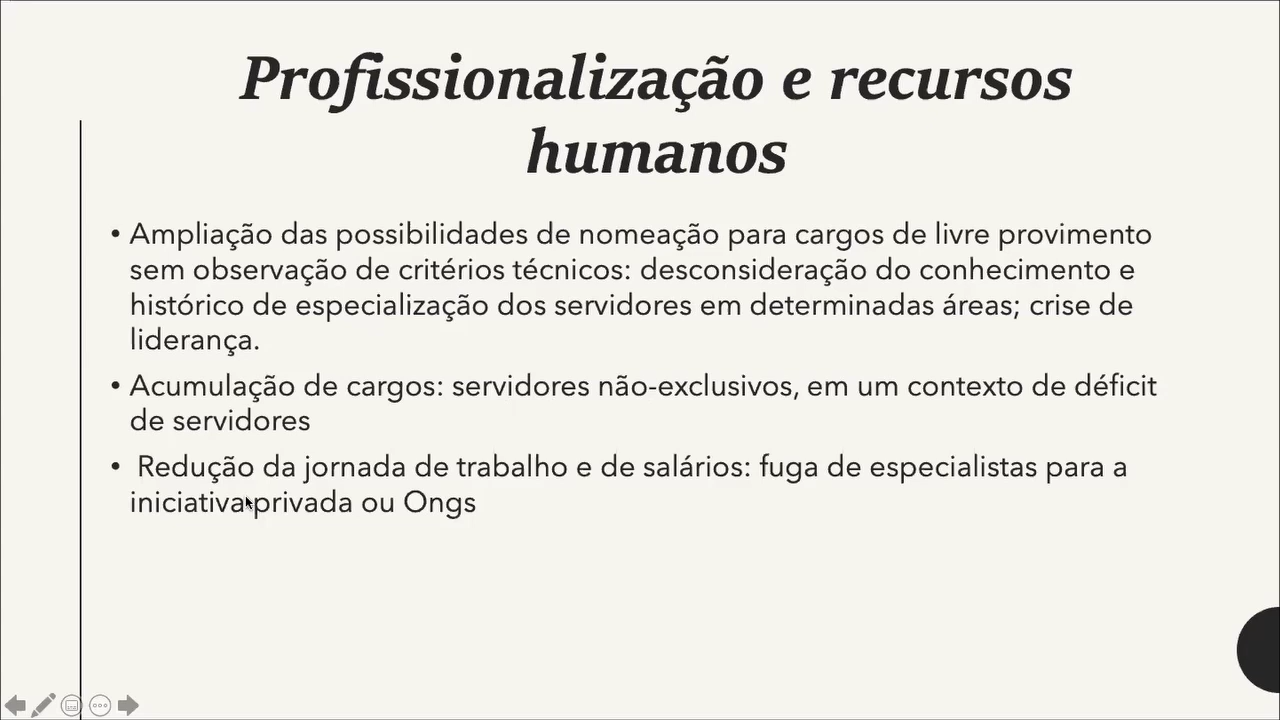 Profissionalização e recursos
humanos
• Ampliação das possibilidades de nomeação para cargos de livre provimento
sem observação de critérios técnicos: desconsideração do conhecimento e
histórico de especialização dos servidores em determinadas áreas; crise de
liderança.
• Acumulação de cargos: servidores não-exclusivos, em um contexto de déficit
de servidores
• Redução da jornada de trabalho e de salários: fuga de especialistas para a
iniciativa privada ou Ongs